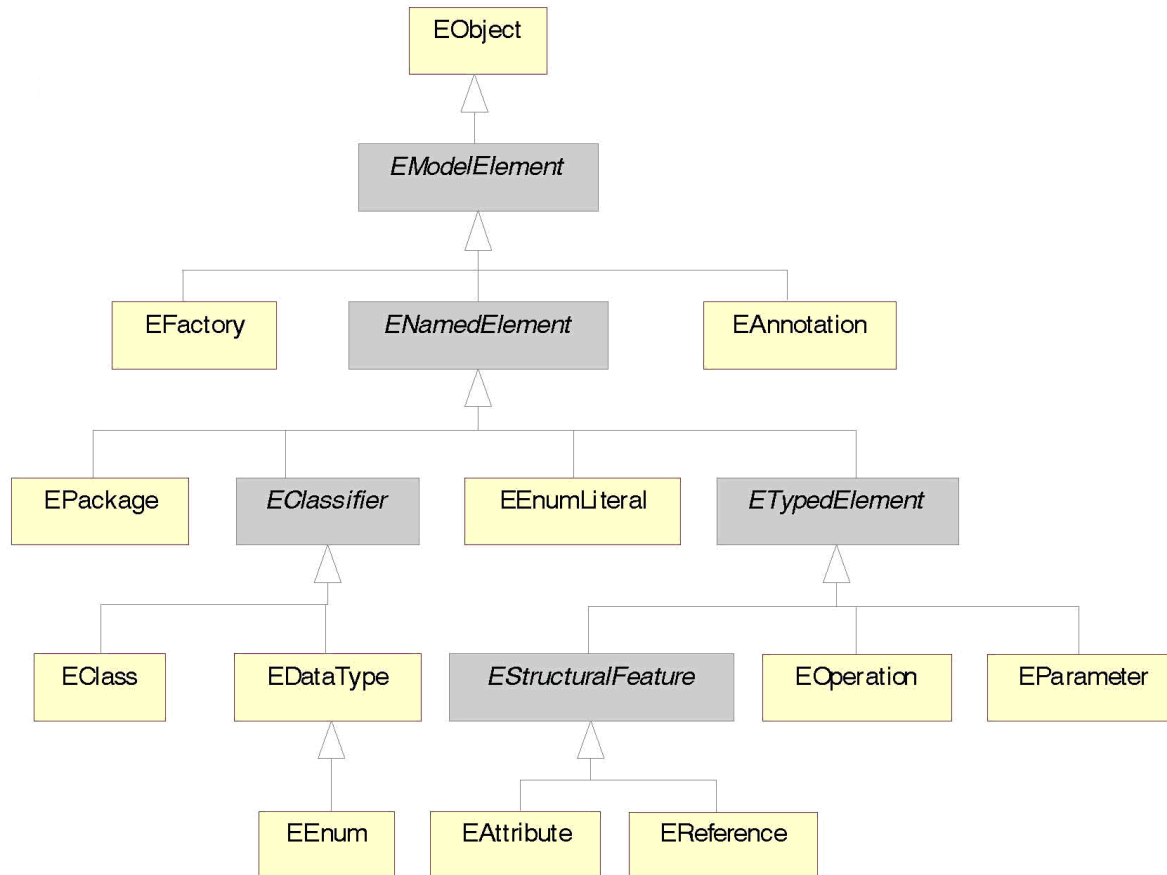 EObject
EModelElement
EFactory
ENamedElement
EAnnotation
EPackage
EClassifier
EEnumLiteral
ETypedElement
EClass
EDataType
EStructuralFeature
EOperation
EParameter
EEnum
EAttribute
EReference